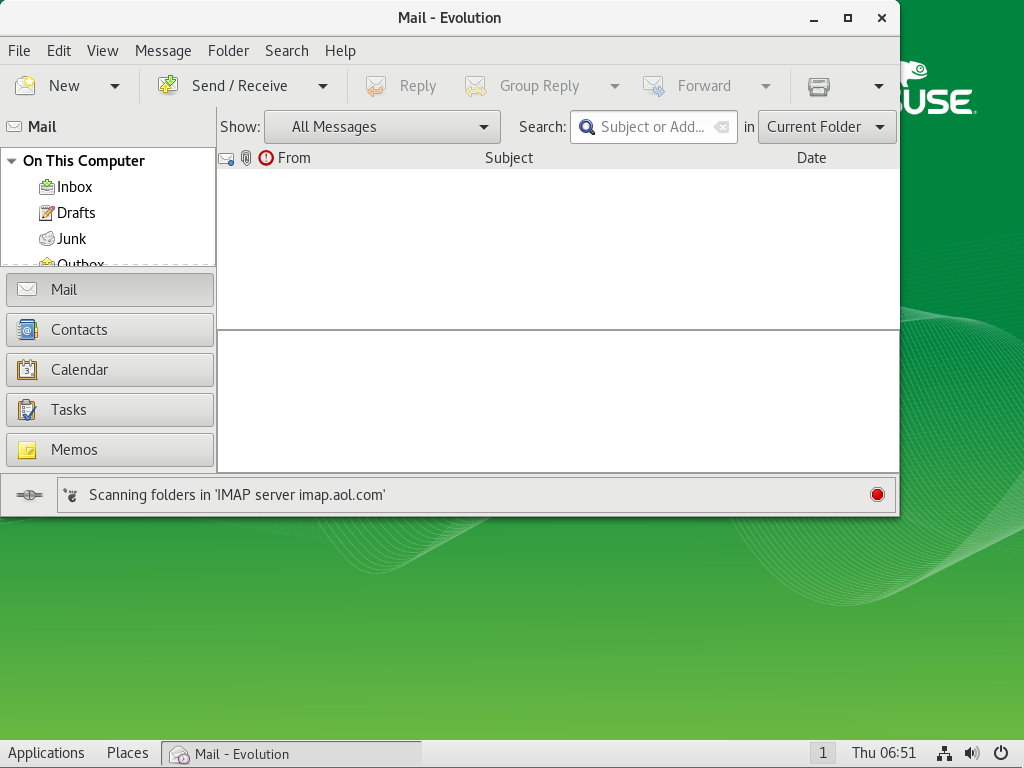 Mail - Evolution
File Edit View Message Folder Search Help
New Send / Receive Reply Group Reply Forward
Mail
Show: All Messages Search: Subject or Add... in Current Folder
From Subject Date
On This Computer
Inbox
Drafts
Junk
Outbox
Mail
Contacts
Calendar
Tasks
Memos
Scanning folders in 'IMAP server imap.aol.com'
USE
Applications Places Mail - Evolution 1 Thu 06:51